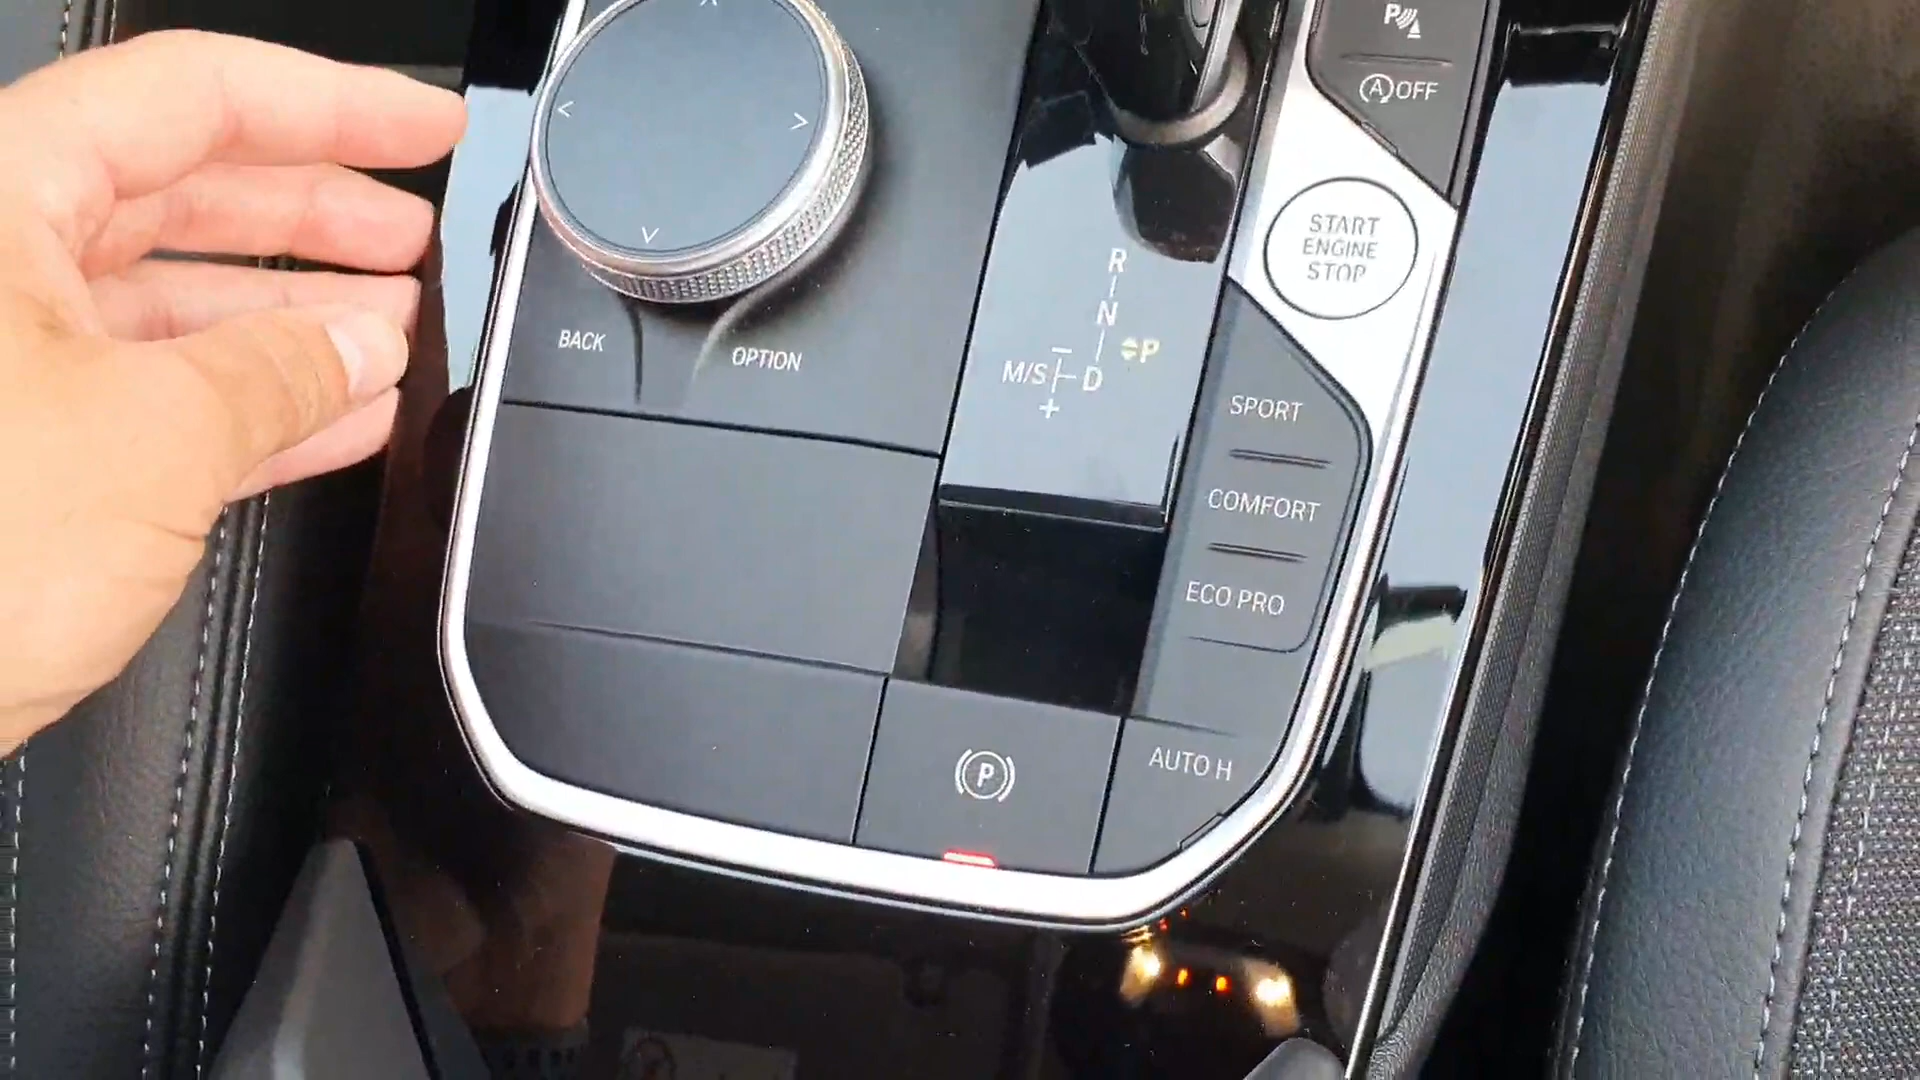 P
A OFF
START
ENGINE
STOP
R
N
P
M/S
D
−
+
BACK
OPTION
SPORT
COMFORT
ECO PRO
P
AUTO H